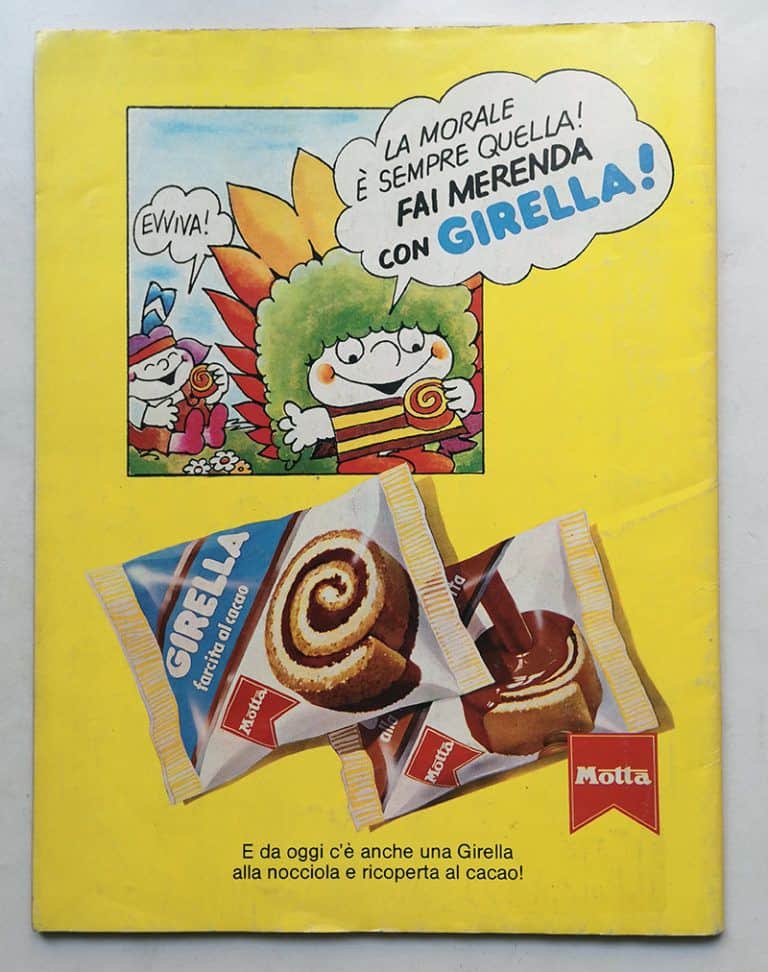 LA MORALE
È SEMPRE QUELLA!
FAI MERENDA
CON GIRELLA!
EVVIVA!
GIRELLA
farcita al cacao
Motta
alla
Motta
Motta
E da oggi c'è anche una Girella
alla nocciola e ricoperta al cacao!